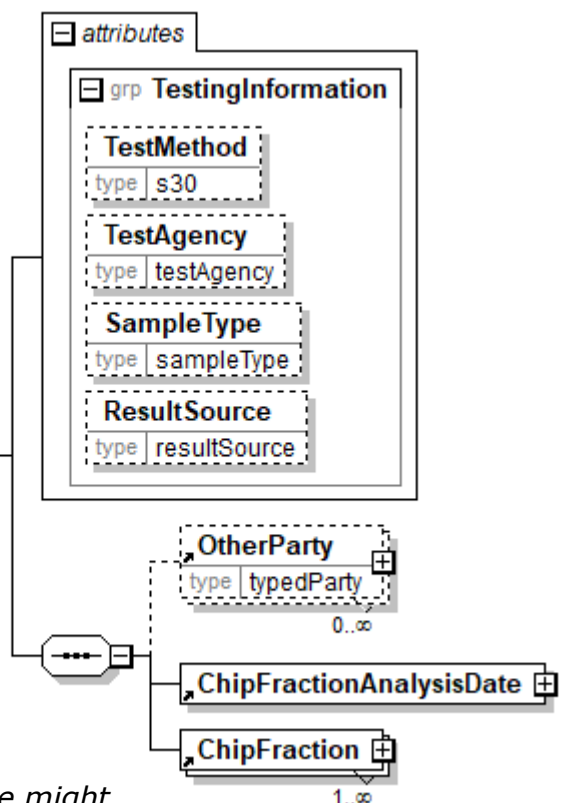 attributes
grp TestingInformation
TestMethod
type s30
TestAgency
type testAgency
SampleType
type sampleType
ResultSource
type resultSource
OtherParty
type typedParty
0..∞
ChipFractionAnalysisDate
ChipFraction
e might
1..∞